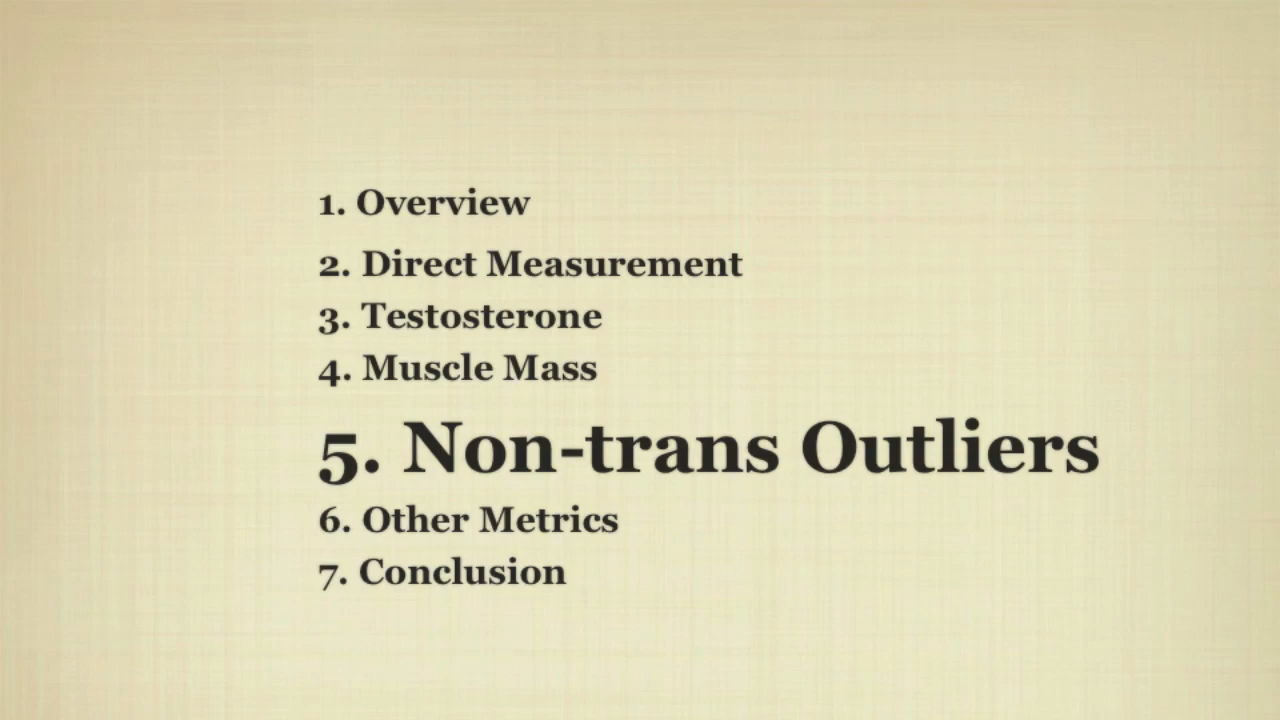 1. Overview
2. Direct Measurement
3. Testosterone
4. Muscle Mass
5. Non-trans Outliers
6. Other Metrics
7. Conclusion